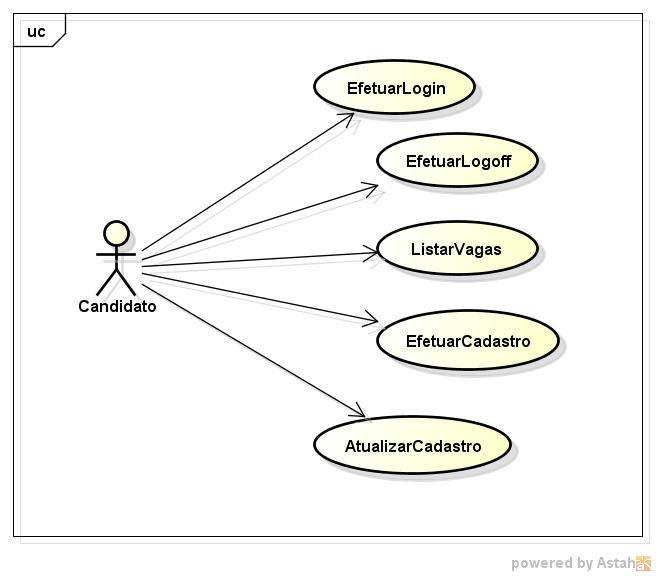 uc
EfetuarLogin
EfetuarLogoff
ListarVagas
Candidato
EfetuarCadastro
AtualizarCadastro
powered by Astah